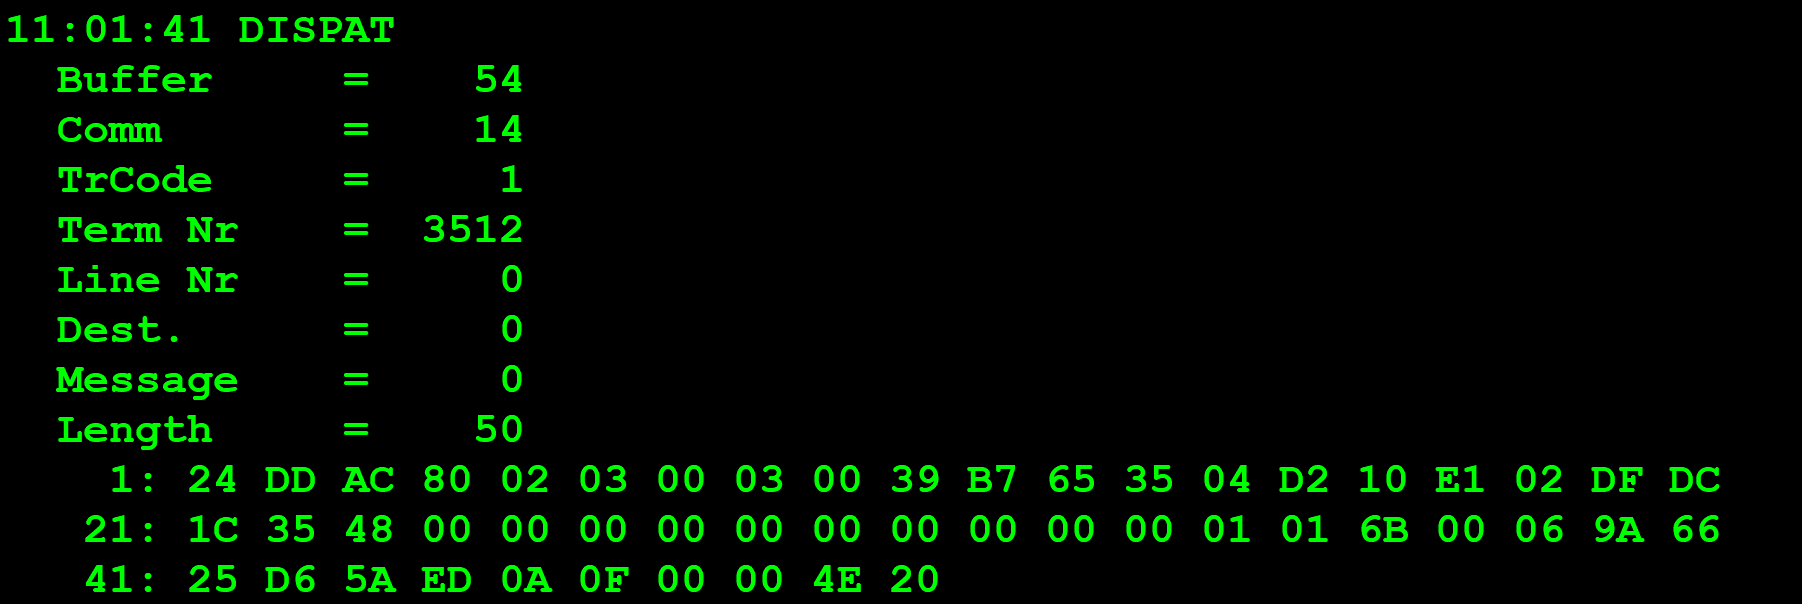 11:01:41 DISPAT
Buffer = 54
Comm = 14
TrCode = 1
Term Nr = 3512
Line Nr = 0
Dest. = 0
Message = 0
Length = 50
1: 24 DD AC 80 02 03 00 03 00 39 B7 65 35 04 D2 10 E1 02 DF DC
21: 1C 35 48 00 00 00 00 00 00 00 00 00 00 01 01 6B 00 06 9A 66
41: 25 D6 5A ED 0A 0F 00 00 4E 20